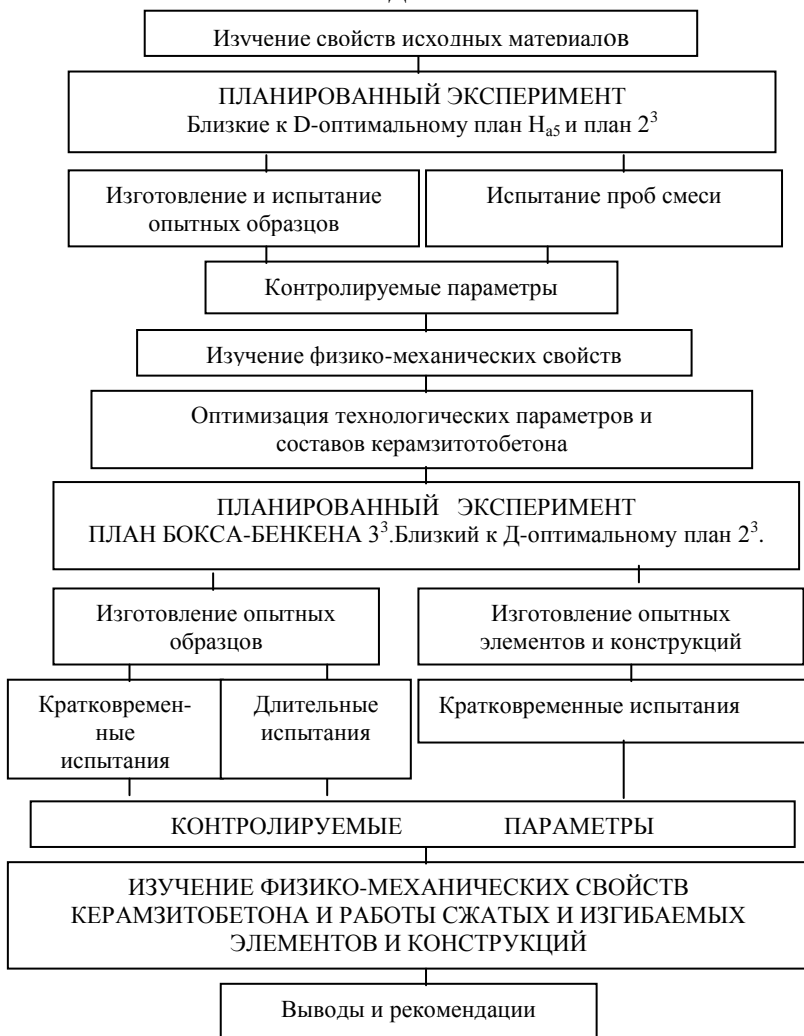 Изучение свойств исходных материалов
ПЛАНИРОВАННЫЙ ЭКСПЕРИМЕНТ
Близкие к D-оптимальному план Hа5 и план 2³
Изготовление и испытание
опытных образцов
Испытание проб смеси
Контролируемые параметры
Изучение физико-механических свойств
Оптимизация технологических параметров и
составов керамзитотобетона
ПЛАНИРОВАННЫЙ ЭКСПЕРИМЕНТ
ПЛАН БОКСА-БЕНКЕНА 3³.Близкий к Д-оптимальному план 2³.
Изготовление опытных
образцов
Изготовление опытных
элементов и конструкций
Кратковремен-
ные
испытания
Длительные
испытания
Кратковременные испытания
КОНТРОЛИРУЕМЫЕ ПАРАМЕТРЫ
ИЗУЧЕНИЕ ФИЗИКО-МЕХАНИЧЕСКИХ СВОЙСТВ
КЕРАМЗИТОБЕТОНА И РАБОТЫ СЖАТЫХ И ИЗГИБАЕМЫХ
ЭЛЕМЕНТОВ И КОНСТРУКЦИЙ
Выводы и рекомендации